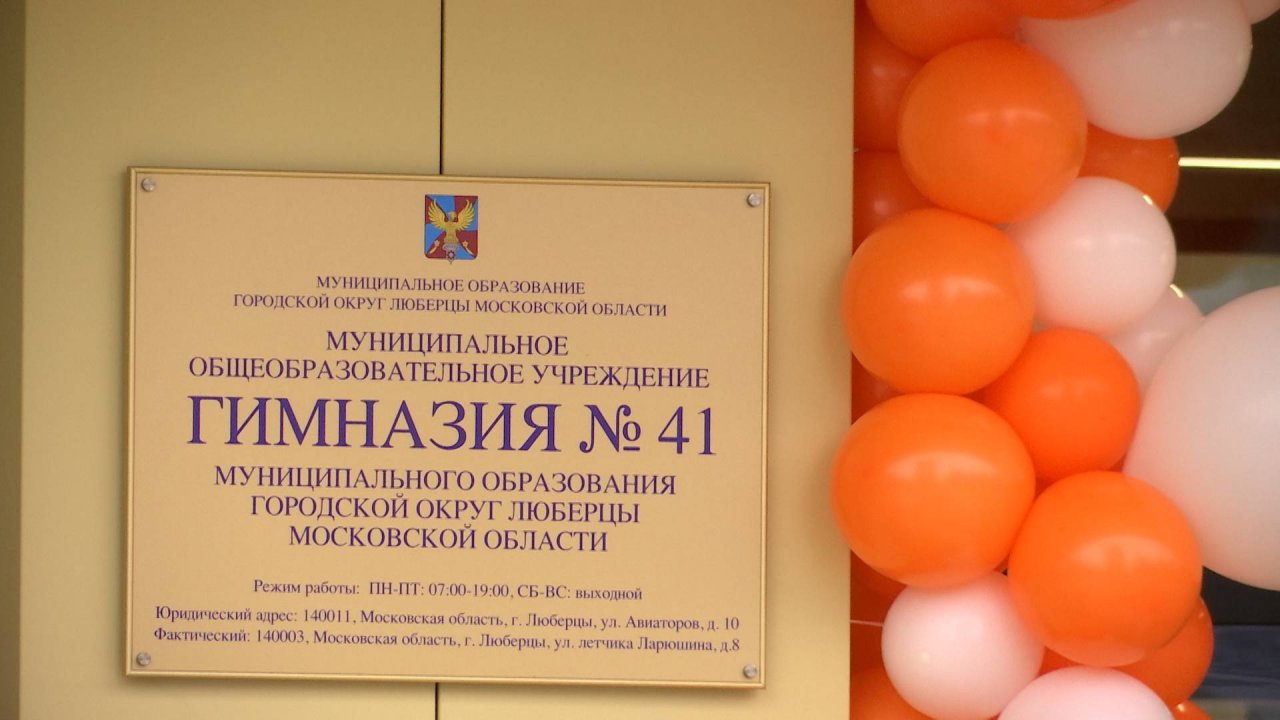 МУНИЦИПАЛЬНОЕ ОБРАЗОВАНИЕ
ГОРОДСКОЙ ОКРУГ ЛЮБЕРЦЫ МОСКОВСКОЙ ОБЛАСТИ
МУНИЦИПАЛЬНОЕ
ОБЩЕОБРАЗОВАТЕЛЬНОЕ УЧРЕЖДЕНИЕ
ГИМНАЗИЯ № 41
МУНИЦИПАЛЬНОГО ОБРАЗОВАНИЯ
ГОРОДСКОЙ ОКРУГ ЛЮБЕРЦЫ
МОСКОВСКОЙ ОБЛАСТИ
Режим работы: ПН-ПТ: 07:00-19:00, СБ-ВС: выходной
Юридический адрес: 140011, Московская область, г. Люберцы, ул. Авиаторов, д. 10
Фактический: 140003, Московская область, г. Люберцы, ул. летчика Ларюшина, д.8